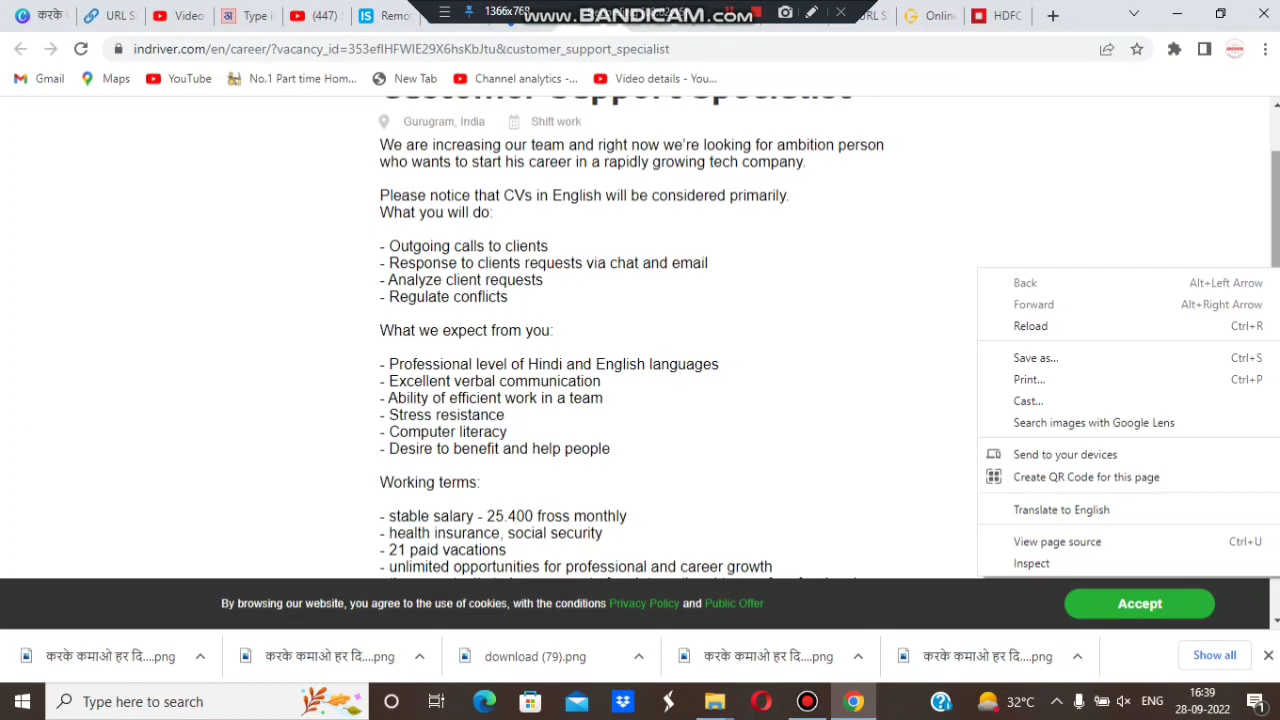 करके
URL
Video
Type
(44)
Remo
1366x768
www.BANDICAM.com
URL S
Onlin
HDFC
indriver.com/en/career/?vacancy_id=353eflHFWIE29X6hsKbJtu&customer_support_specialist
Gmail
Maps
YouTube
No.1 Part time Hom...
New Tab
Channel analytics -...
Video details - You...
Customer Support Specialist
Gurugram, India
Shift work
We are increasing our team and right now we're looking for ambition person
who wants to start his career in a rapidly growing tech company.
Please notice that CVs in English will be considered primarily.
What you will do:
- Outgoing calls to clients
- Response to clients requests via chat and email
- Analyze client requests
- Regulate conflicts
What we expect from you:
- Professional level of Hindi and English languages
- Excellent verbal communication
- Ability of efficient work in a team
- Stress resistance
- Computer literacy
- Desire to benefit and help people
Working terms:
- stable salary - 25.400 fross monthly
- health insurance, social security
- 21 paid vacations
- unlimited opportunities for professional and career growth
Back Alt+Left Arrow
Forward Alt+Right Arrow
Reload Ctrl+R
Save as... Ctrl+S
Print... Ctrl+P
Cast...
Search images with Google Lens
Send to your devices
Create QR Code for this page
Translate to English
View page source Ctrl+U
Inspect
By browsing our website, you agree to the use of cookies, with the conditions Privacy Policy and Public Offer
Accept
करके कमाओ हर दि....png
करके कमाओ हर दि....png
download (79).png
करके कमाओ हर दि....png
करके कमाओ हर दि....png
Show all
Type here to search
32°C
ENG
16:39
28-09-2022